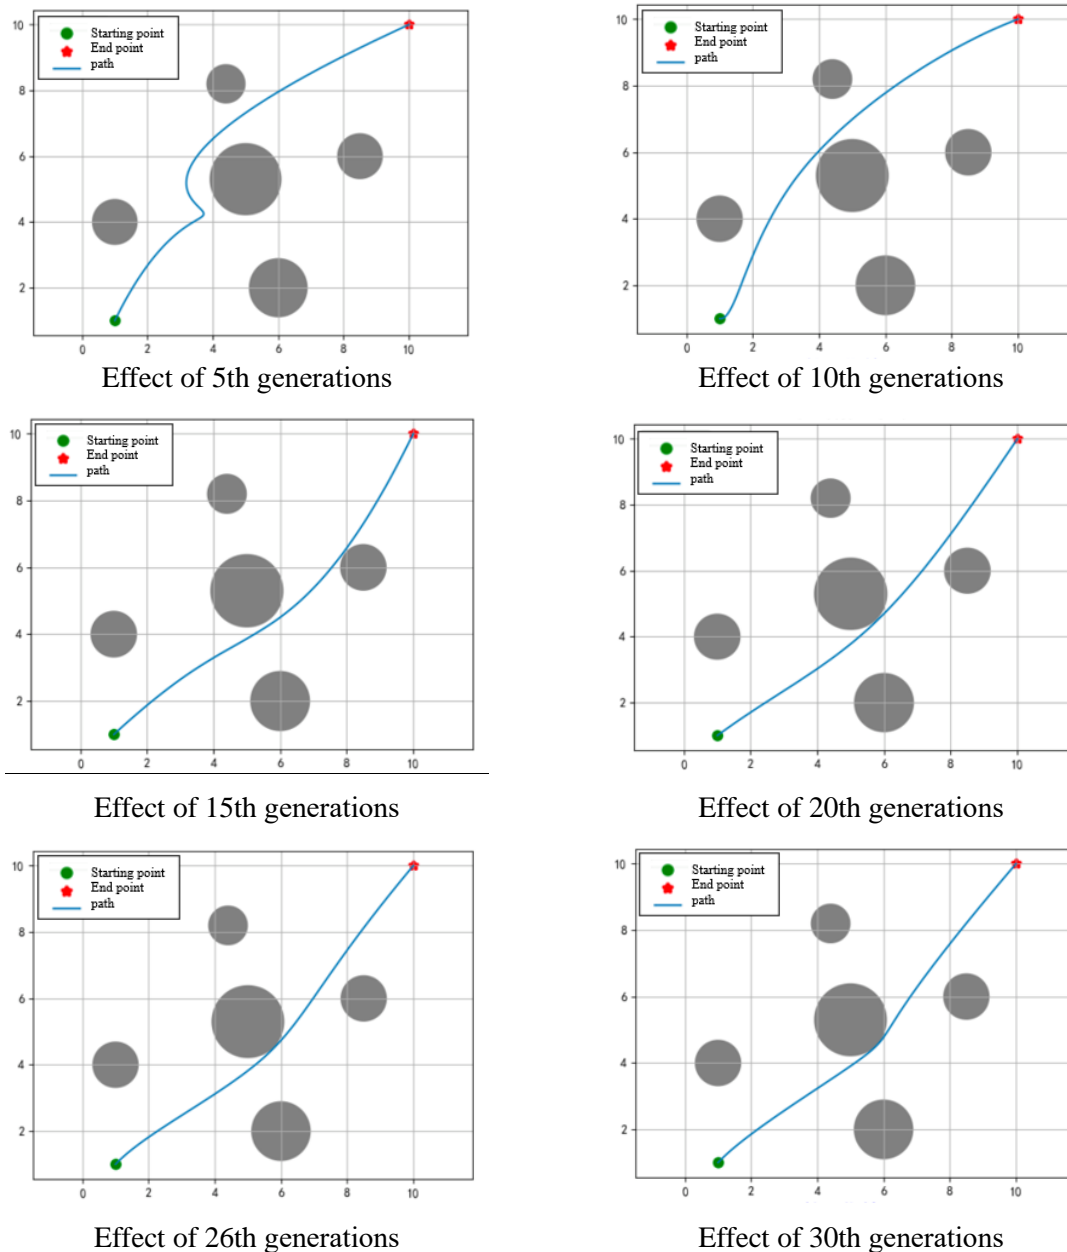 10
8
6
4
2
0 2 4 6 8 10
Starting point
End point
path
Effect of 5th generations
10
8
6
4
2
0 2 4 6 8 10
Starting point
End point
path
Effect of 10th generations
10
8
6
4
2
0 2 4 6 8 10
Starting point
End point
path
Effect of 15th generations
10
8
6
4
2
0 2 4 6 8 10
Starting point
End point
path
Effect of 20th generations
10
8
6
4
2
0 2 4 6 8 10
Starting point
End point
path
Effect of 26th generations
10
8
6
4
2
0 2 4 6 8 10
Starting point
End point
path
Effect of 30th generations